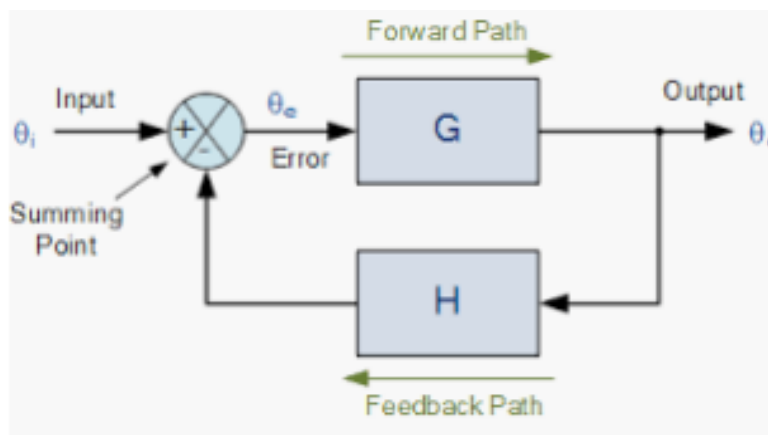 Forward Path
Input
θe
Output
θi
+
G
-
Error
Summing
Point
H
Feedback Path